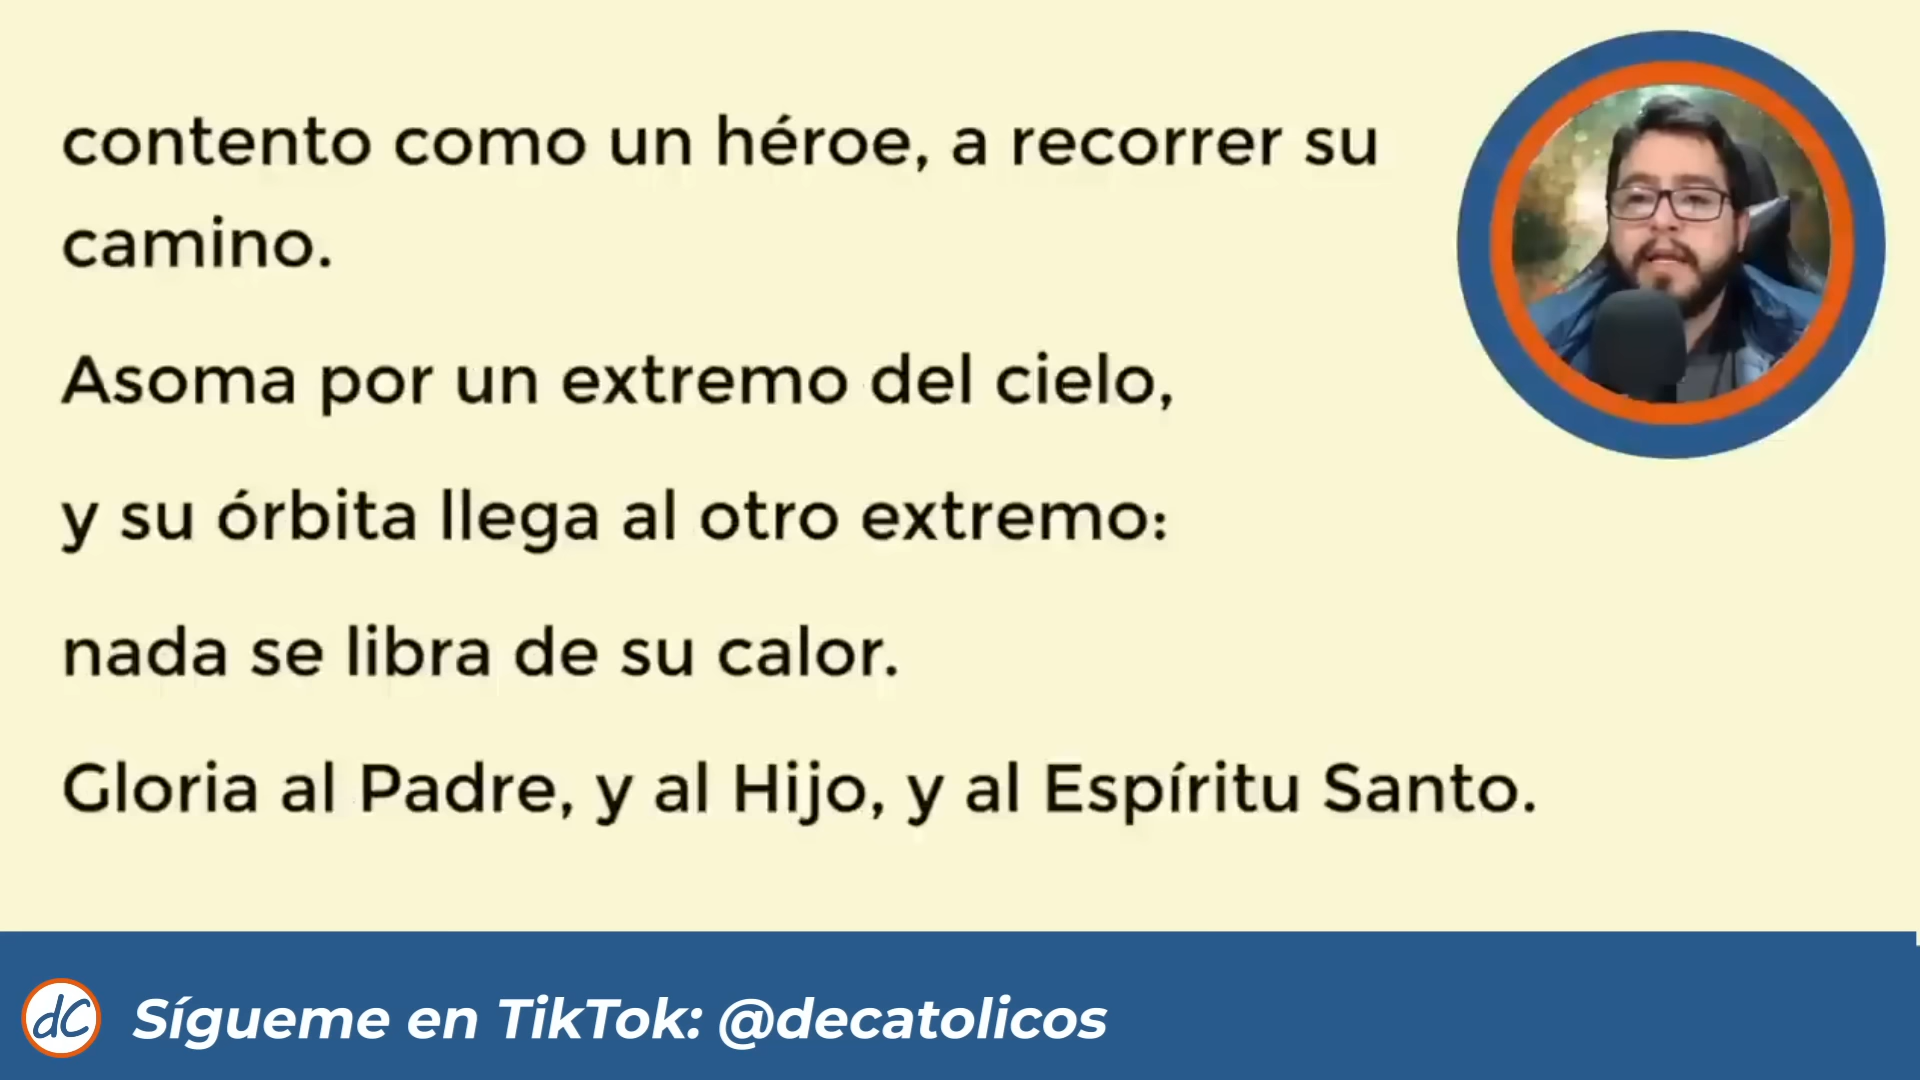 contento como un héroe, a recorrer su
camino.
Asoma por un extremo del cielo,
y su órbita llega al otro extremo:
nada se libra de su calor.
Gloria al Padre, y al Hijo, y al Espíritu Santo.
dC
Sígueme en TikTok: @decatolicos